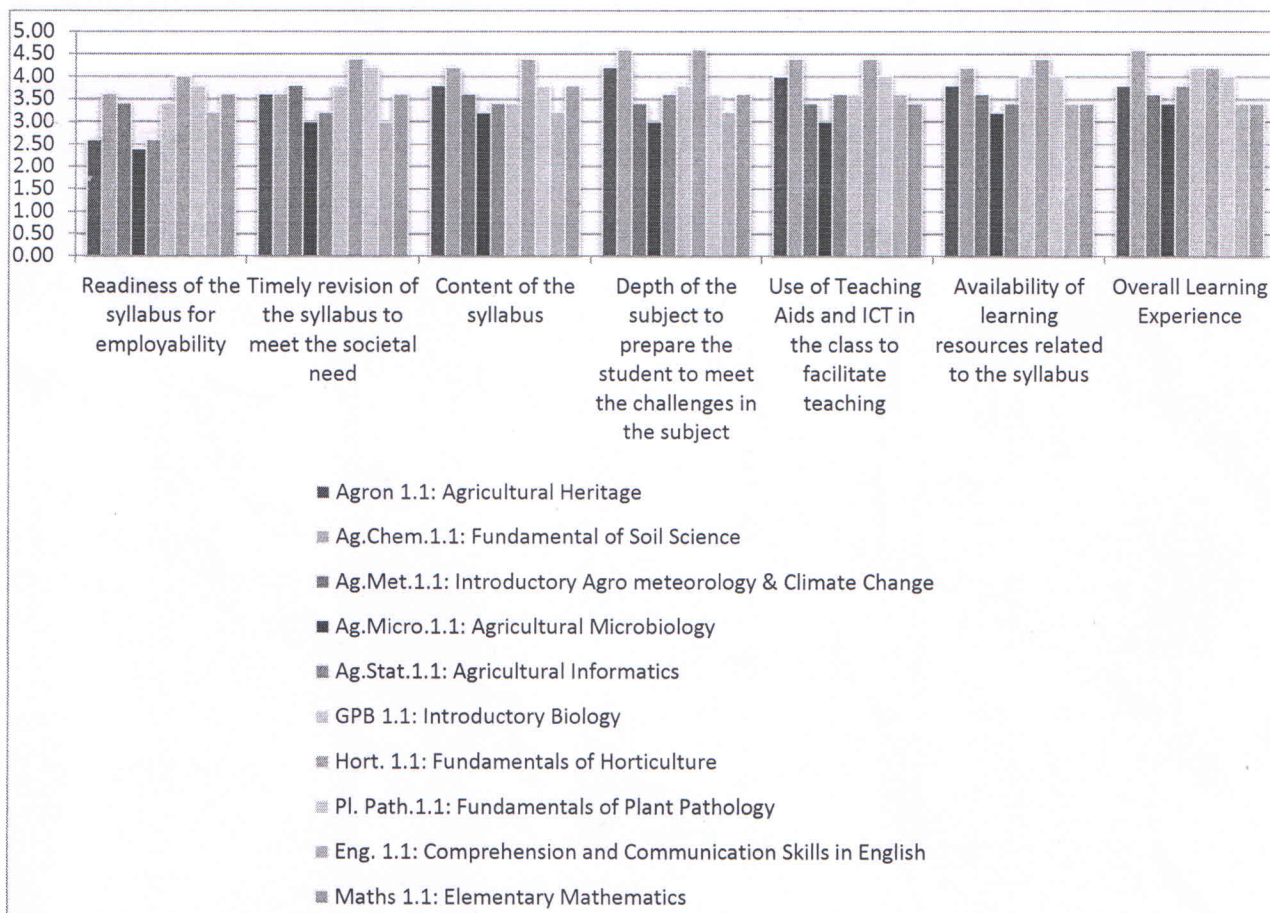 5.00
4.50
4.00
3.50
3.00
2.50
2.00
1.50
1.00
0.50
0.00
Readiness of the
syllabus for
employability
Timely revision of
the syllabus to
meet the societal
need
Content of the
syllabus
Depth of the
subject to
prepare the
student to meet
the challenges in
the subject
Use of Teaching
Aids and ICT in
the class to
facilitate
teaching
Availability of
learning
resources related
to the syllabus
Overall Learning
Experience
Agron 1.1: Agricultural Heritage
Ag.Chem.1.1: Fundamental of Soil Science
Ag.Met.1.1: Introductory Agro meteorology & Climate Change
Ag.Micro.1.1: Agricultural Microbiology
Ag.Stat.1.1: Agricultural Informatics
GPB 1.1: Introductory Biology
Hort. 1.1: Fundamentals of Horticulture
Pl. Path.1.1: Fundamentals of Plant Pathology
Eng. 1.1: Comprehension and Communication Skills in English
Maths 1.1: Elementary Mathematics